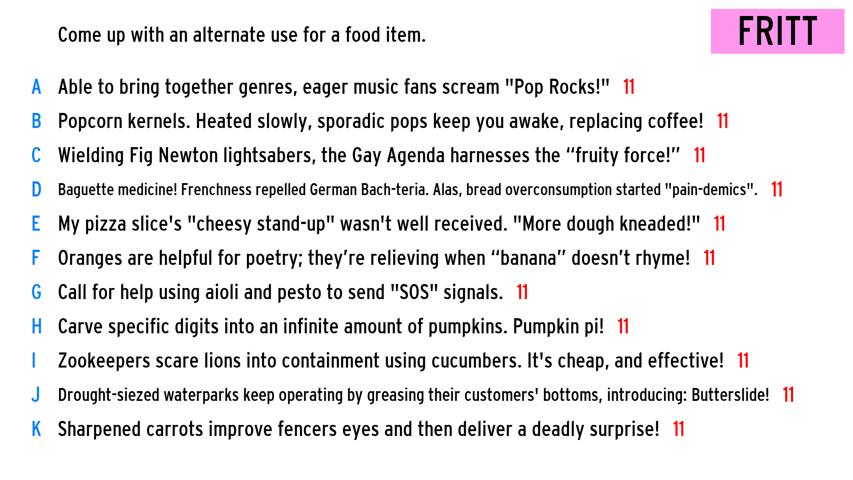 Come up with an alternate use for a food item.
FRITT
A Able to bring together genres, eager music fans scream "Pop Rocks!" 11
B Popcorn kernels. Heated slowly, sporadic pops keep you awake, replacing coffee! 11
C Wielding Fig Newton lightsabers, the Gay Agenda harnesses the “fruity force!” 11
D Baguette medicine! Frenchness repelled German Bach-teria. Alas, bread overconsumption started "pain-demics". 11
E My pizza slice's "cheesy stand-up" wasn't well received. "More dough kneaded!" 11
F Oranges are helpful for poetry; they’re relieving when “banana” doesn’t rhyme! 11
G Call for help using aioli and pesto to send "SOS" signals. 11
H Carve specific digits into an infinite amount of pumpkins. Pumpkin pi! 11
I Zookeepers scare lions into containment using cucumbers. It's cheap, and effective! 11
J Drought-siezed waterparks keep operating by greasing their customers' bottoms, introducing: Butterslide! 11
K Sharpened carrots improve fencers eyes and then deliver a deadly surprise! 11